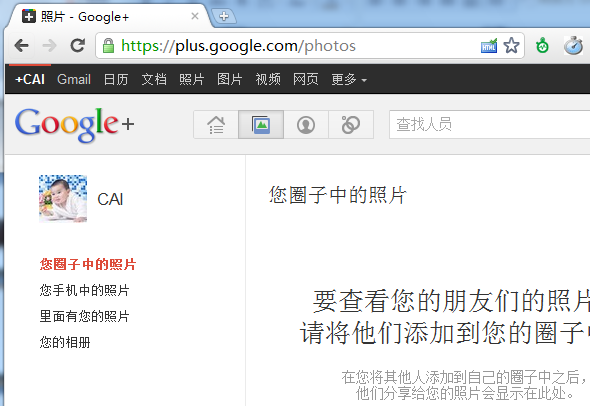 照片 - Google+
https://plus.google.com/photos
+CAI Gmail 日历 文档 照片 图片 视频 网页 更多
Google+
查找人员
CAI
您圈子中的照片
您圈子中的照片
您手机中的照片
里面有您的照片
您的相册
要查看您的朋友们的照片
请将他们添加到您的圈子中
在您将其他人添加到自己的圈子中之后，
他们分享给您的照片会显示在此处。